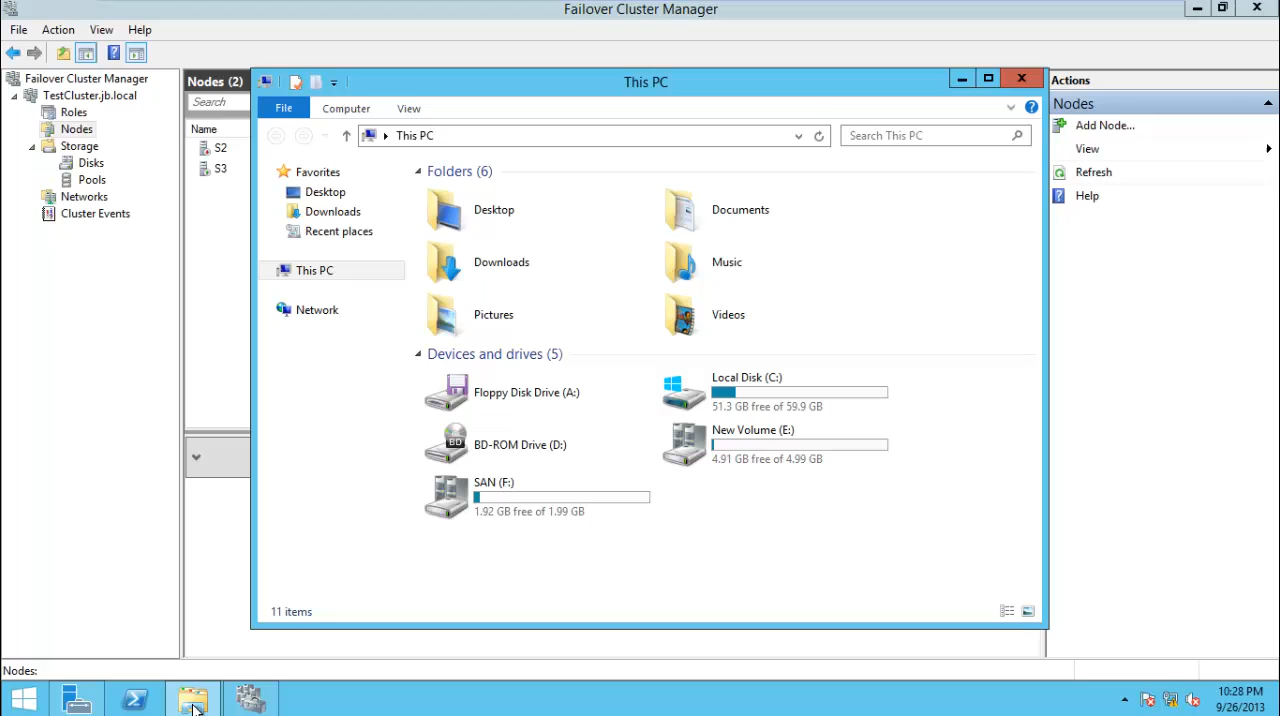 Failover Cluster Manager
File Action View Help
Failover Cluster Manager
TestCluster.jb.local
Roles
Nodes
Storage
Disks
Pools
Networks
Cluster Events
Nodes (2)
Search
Name
S2
S3
This PC
File Computer View
This PC
Search This PC
Favorites
Desktop
Downloads
Recent places
This PC
Network
Folders (6)
Desktop
Documents
Downloads
Music
Pictures
Videos
Devices and drives (5)
Floppy Disk Drive (A:)
Local Disk (C:)
51.3 GB free of 59.9 GB
BD
BD-ROM Drive (D:)
New Volume (E:)
4.91 GB free of 4.99 GB
SAN (F:)
1.92 GB free of 1.99 GB
11 items
Actions
Nodes
Add Node...
View
Refresh
Help
Nodes:
10:28 PM
9/26/2013